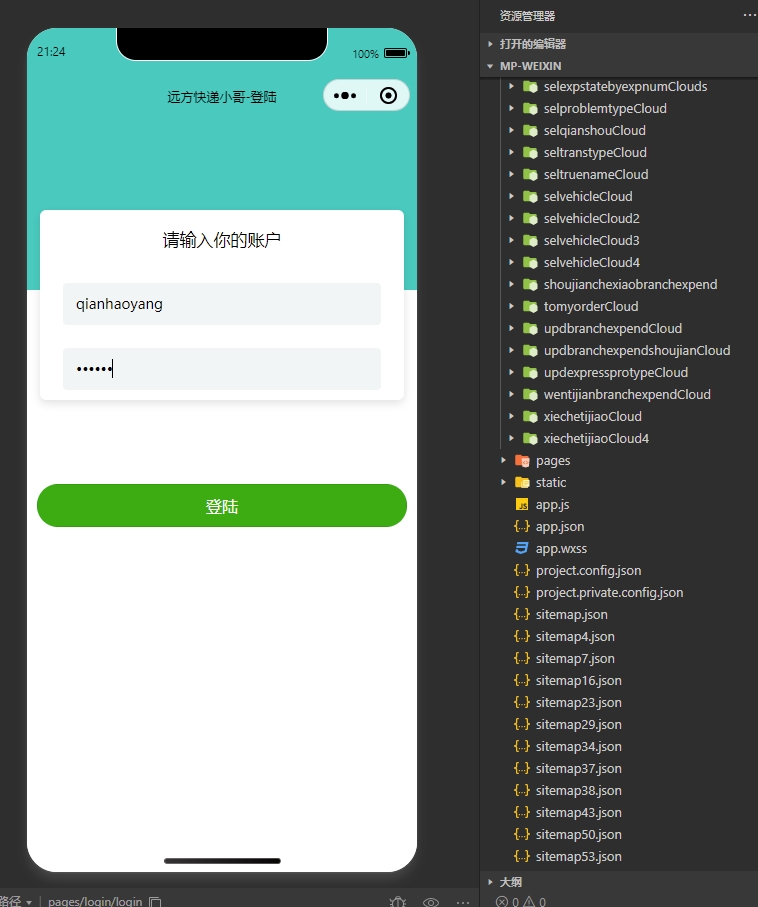 21:24
100%
远方快递小哥-登陆
请输入你的账户
qianhaoyang
••••••
登陆
路径
pages/login/login
资源管理器
打开的编辑器
MP-WEIXIN
selexpstatebyexpnumClouds
selproblemtypeCloud
selqianshouCloud
seltranstypeCloud
seltruenameCloud
selvehicleCloud
selvehicleCloud2
selvehicleCloud3
selvehicleCloud4
shoujianchexiaobranchexpend
tomyorderCloud
updbranchexpendCloud
updbranchexpendshoujianCloud
updexpressprotypeCloud
wentijianbranchexpendCloud
xiechetijiaoCloud
xiechetijiaoCloud4
pages
static
app.js
app.json
app.wxss
project.config.json
project.private.config.json
sitemap.json
sitemap4.json
sitemap7.json
sitemap16.json
sitemap23.json
sitemap29.json
sitemap34.json
sitemap37.json
sitemap38.json
sitemap43.json
sitemap50.json
sitemap53.json
大纲
0 0